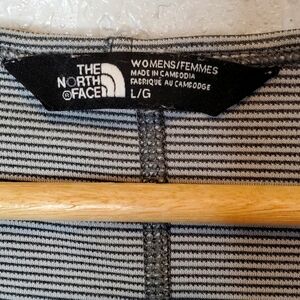 THE
NORTH
FACE
WOMENS/FEMMES
MADE IN CAMBODIA
FABRIQUÉ AU CAMBODGE
L/G